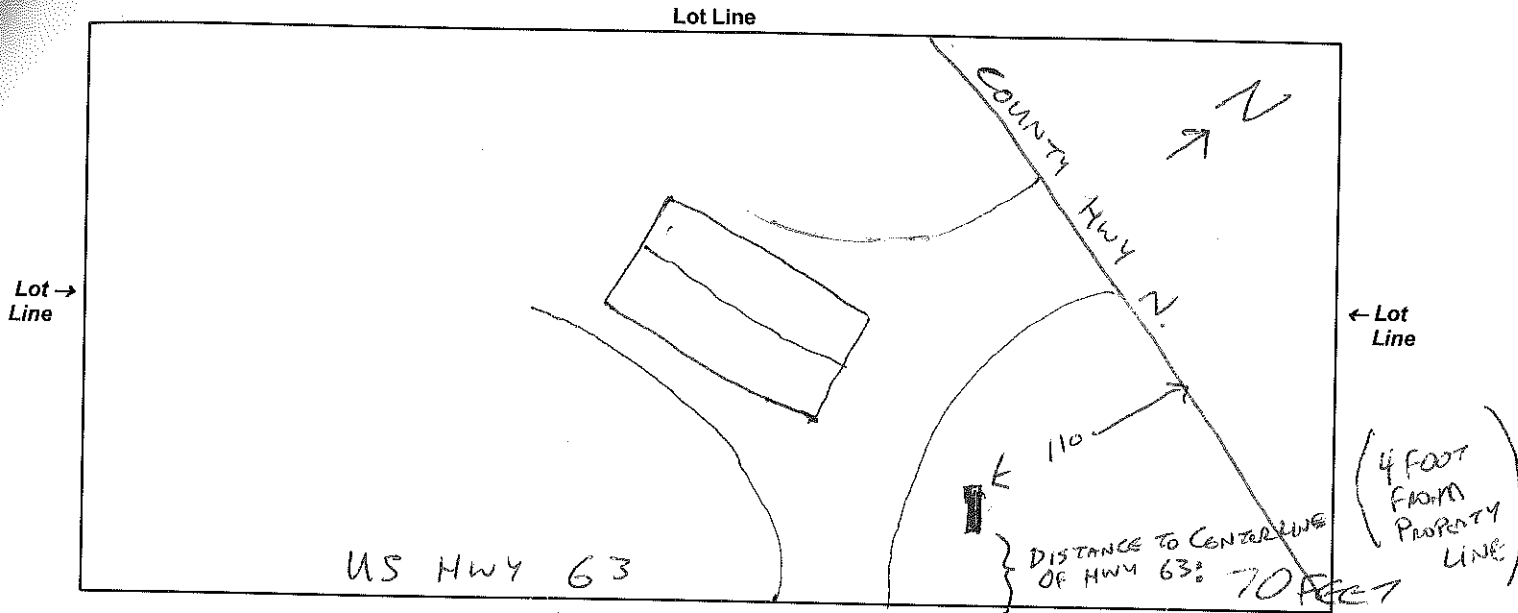 Lot Line
COUNTY HWY N.
N
Lot →
Line
← Lot
Line
110
(4 FOOT
FROM
PROPERTY
LINE)
DISTANCE TO CENTERLINE
OF HWY 63: 70 FEET
US HWY 63